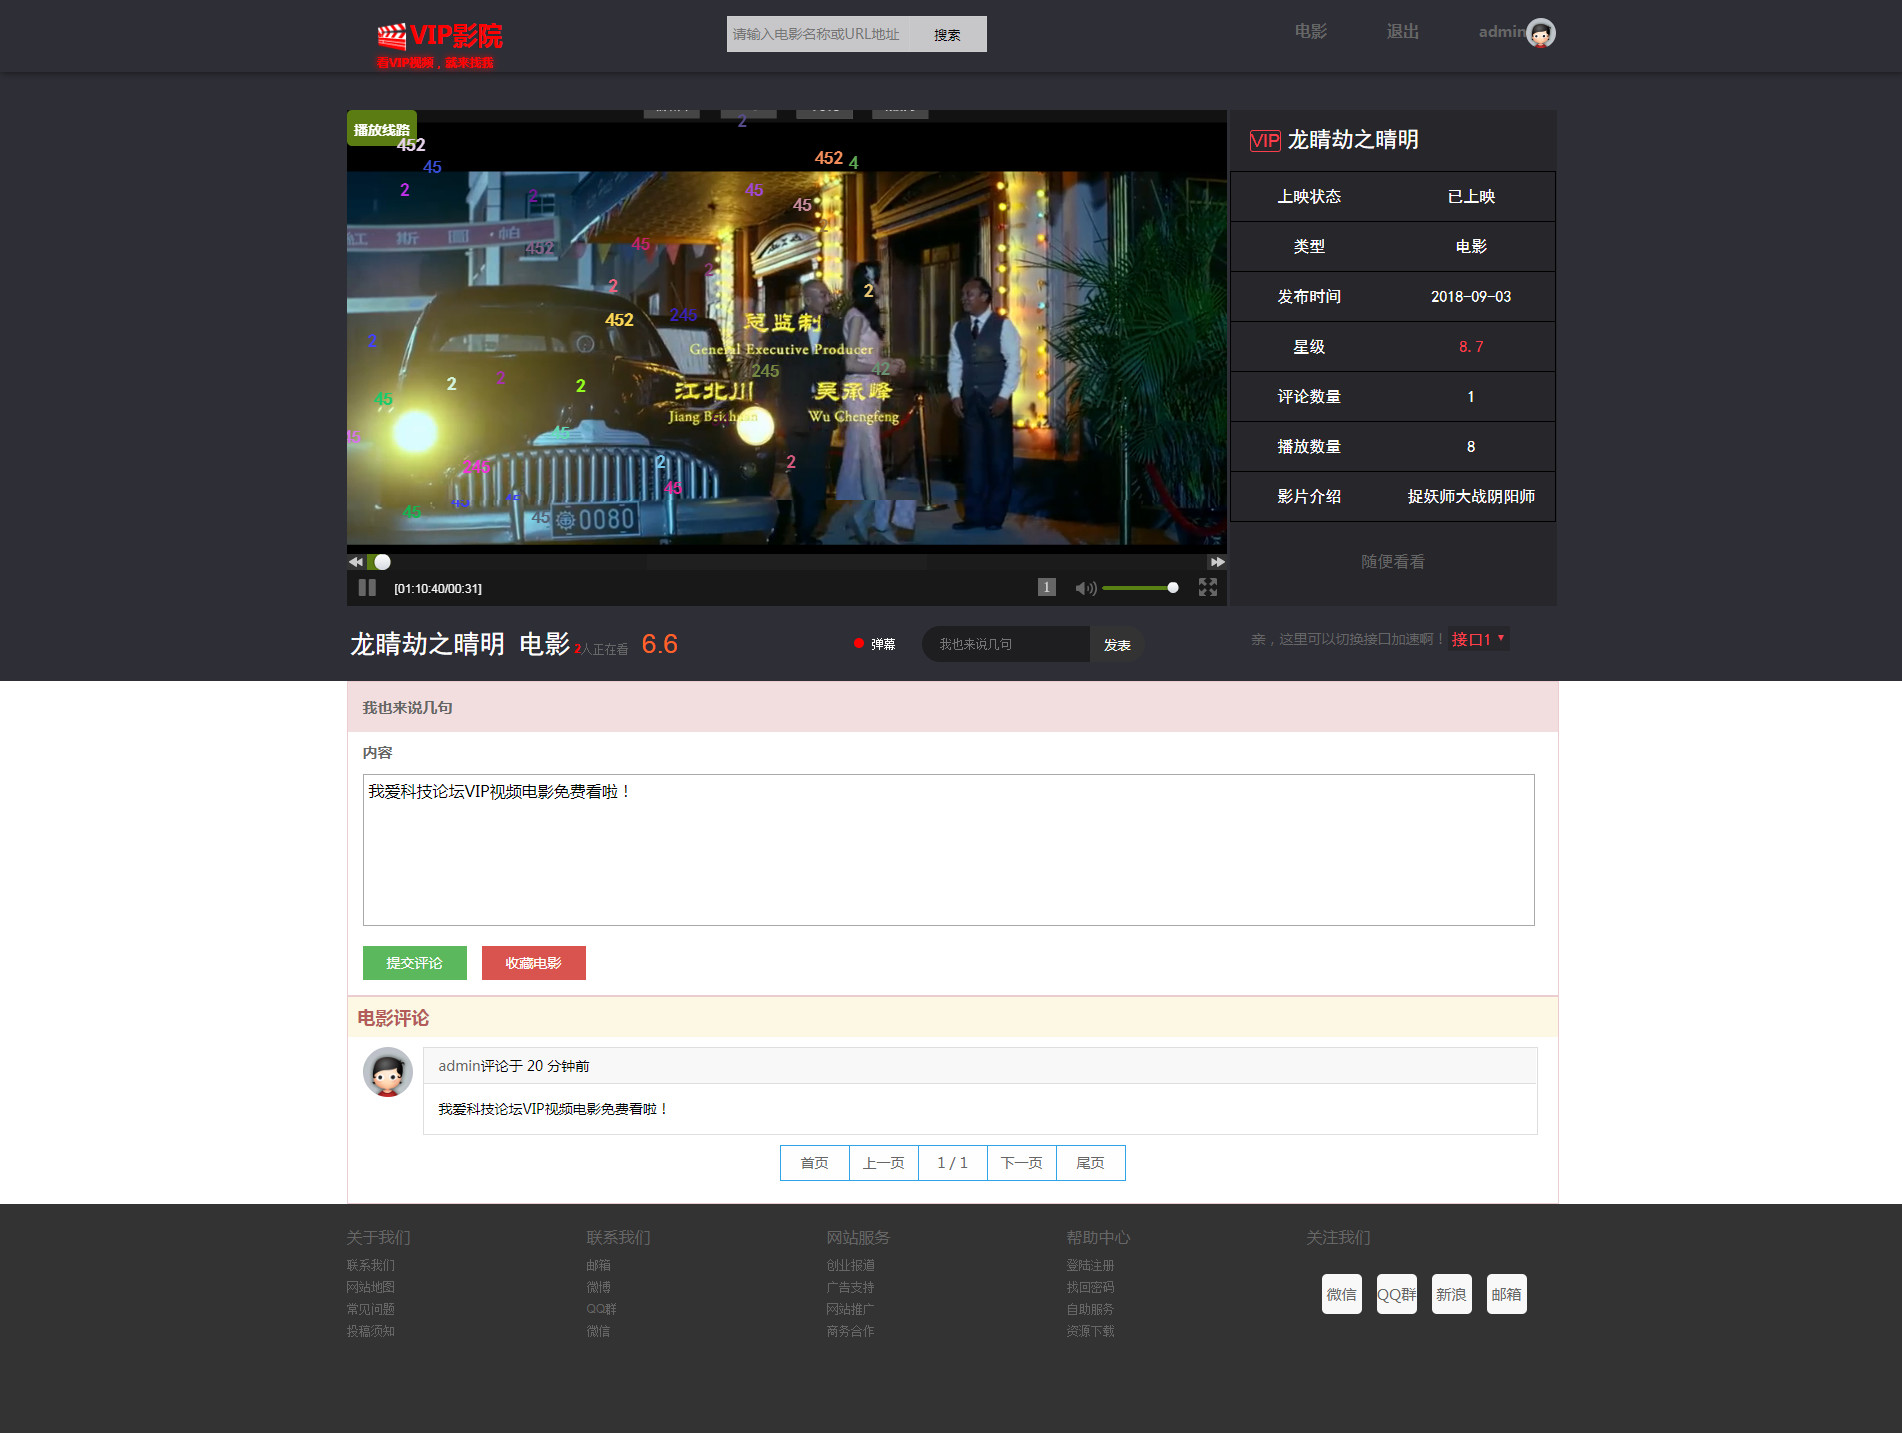 VIP影院
看VIP视频，就来找我
请输入电影名称或URL地址 搜索
电影 退出 admin
播放线路
2
452
452 4
45
2
45
2
45
452 45
2
2
2
452 245
总监制
General Executive Producer
2
245 42
2 2 2
江北川 吴承峰
45
Jiang Beichuan Wu Chengfeng
45
245 2 2
45
45 45
0080
[01:10:40/00:31] 1
VIP 龙睛劫之晴明
上映状态 已上映
类型 电影
发布时间 2018-09-03
星级 8.7
评论数量 1
播放数量 8
影片介绍 捉妖师大战阴阳师
随便看看
龙睛劫之晴明 电影 2人正在看 6.6 弹幕 我也来说几句 发表 亲，这里可以切换接口加速啊！ 接口1
我也来说几句
内容
我爱科技论坛VIP视频电影免费看啦！
提交评论 收藏电影
电影评论
admin评论于 20 分钟前
我爱科技论坛VIP视频电影免费看啦！
首页 上一页 1 / 1 下一页 尾页
关于我们
联系我们
网站地图
常见问题
投稿须知
联系我们
邮箱
微博
QQ群
微信
网站服务
创业报道
广告支持
网站推广
商务合作
帮助中心
登陆注册
找回密码
自助服务
资源下载
关注我们
微信 QQ群 新浪 邮箱